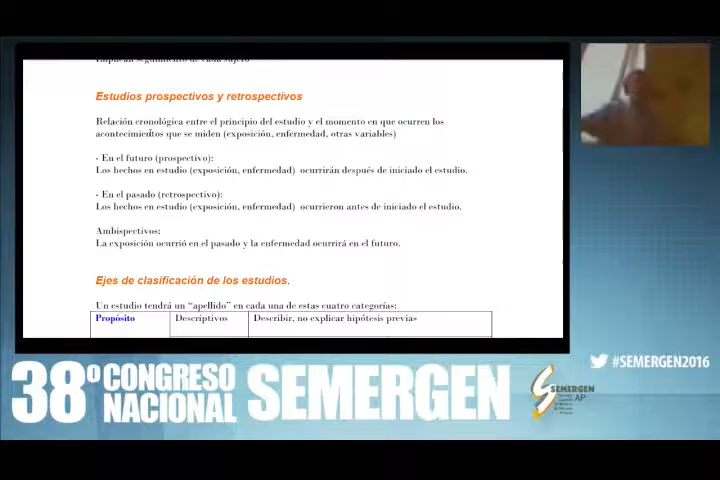 Implican seguimiento de cada sujeto
Estudios prospectivos y retrospectivos
Relación cronológica entre el principio del estudio y el momento en que ocurren los
acontecimientos que se miden (exposición, enfermedad, otras variables)
- En el futuro (prospectivo):
Los hechos en estudio (exposición, enfermedad) ocurrirán después de iniciado el estudio.
- En el pasado (retrospectivo):
Los hechos en estudio (exposición, enfermedad) ocurrieron antes de iniciado el estudio.
Ambispectivos:
La exposición ocurrió en el pasado y la enfermedad ocurrirá en el futuro.
Ejes de clasificación de los estudios.
Un estudio tendrá un “apellido” en cada una de estas cuatro categorías:
Propósito Descriptivos Describir, no explicar hipótesis previas
#SEMERGEN2016
38º CONGRESO NACIONAL SEMERGEN
SEMERGEN
AP